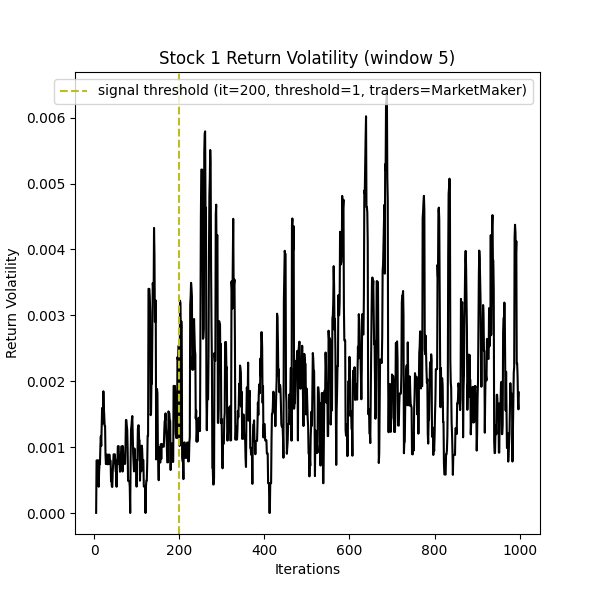 Stock 1 Return Volatility (window 5)
signal threshold (it=200, threshold=1, traders=MarketMaker)
0.006
0.005
0.004
0.003
0.002
0.001
0.000
Return Volatility
0 200 400 600 800 1000
Iterations